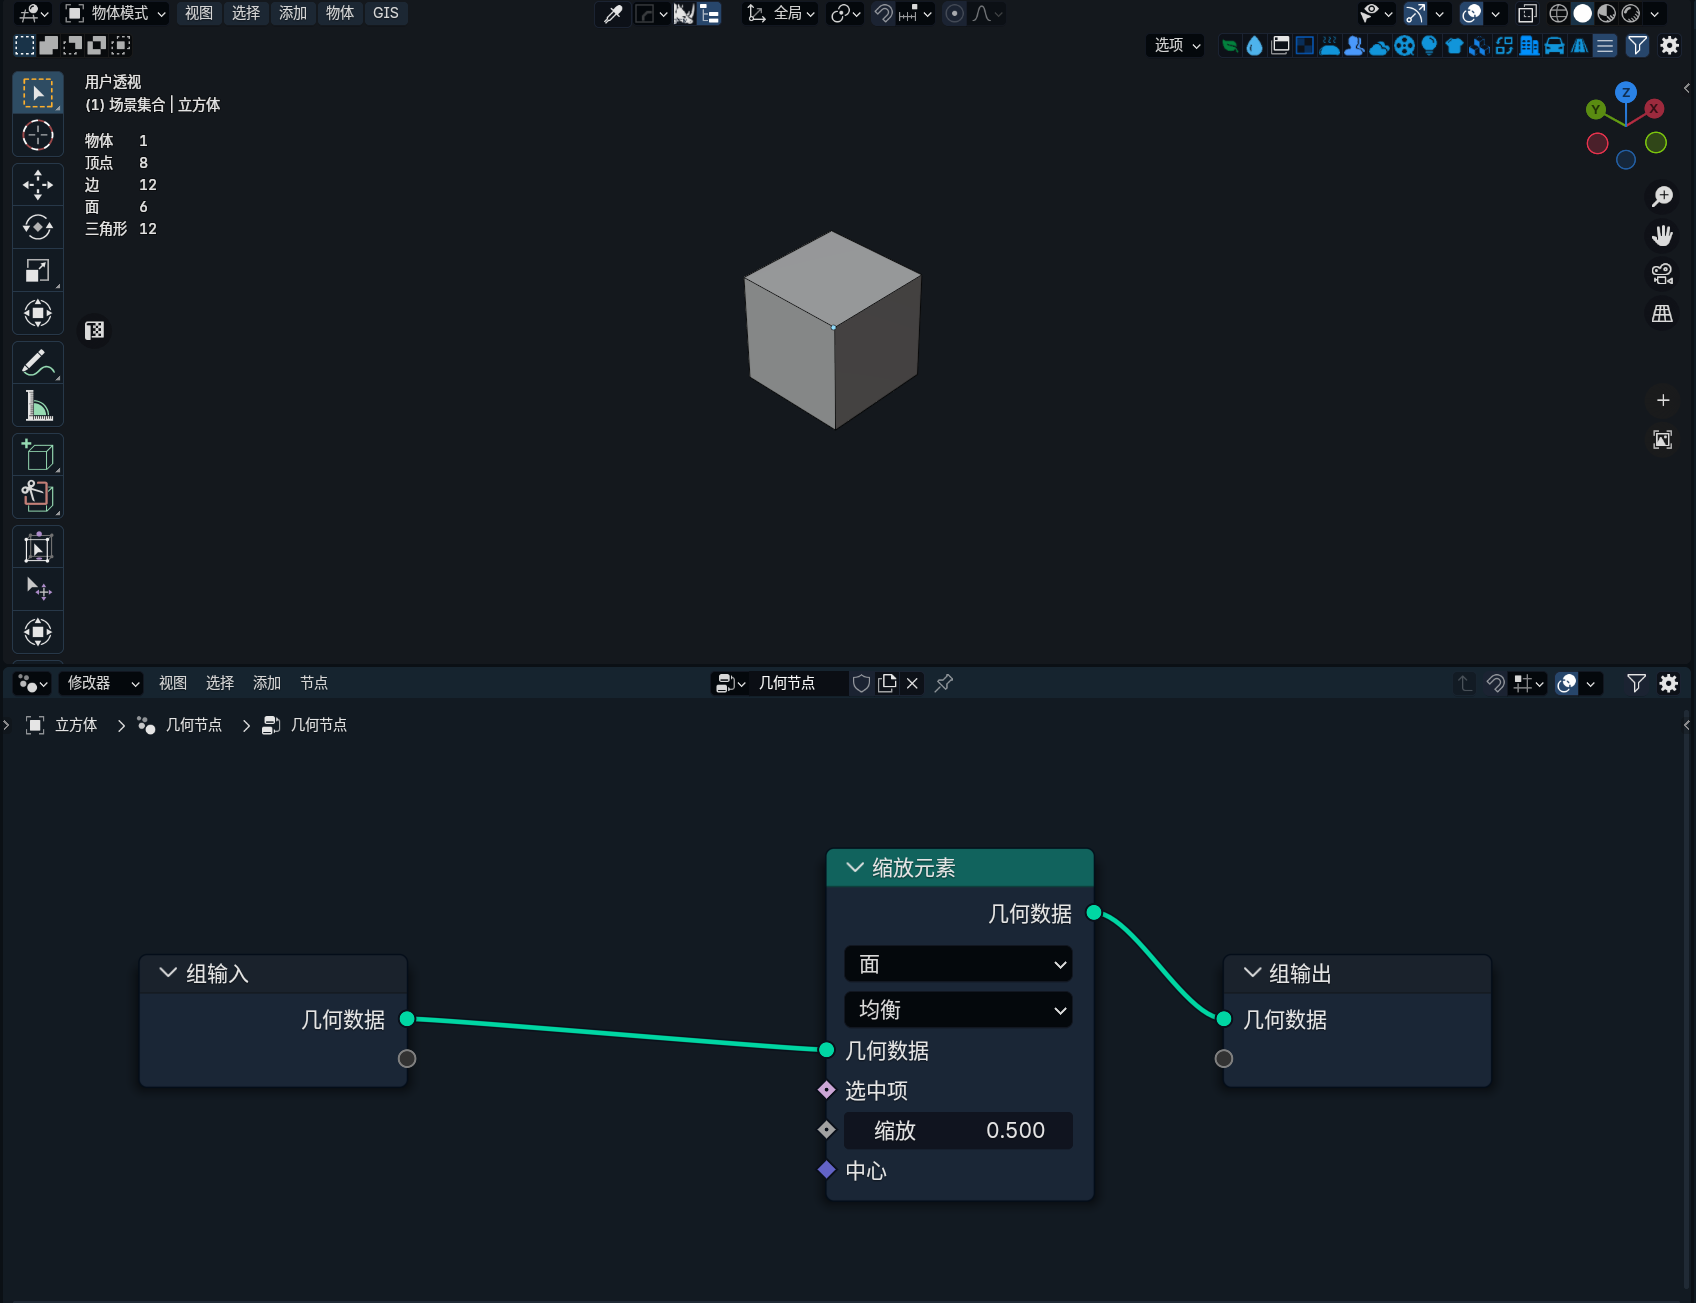 物体模式 视图 选择 添加 物体 GIS 全局
选项
用户透视
(1) 场景集合 | 立方体
物体 1
顶点 8
边 12
面 6
三角形 12
Z
Y
X
修改器 视图 选择 添加 节点 几何节点
立方体 几何节点 几何节点
缩放元素
几何数据
面
均衡
几何数据
选中项
缩放 0.500
中心
组输入
几何数据
组输出
几何数据